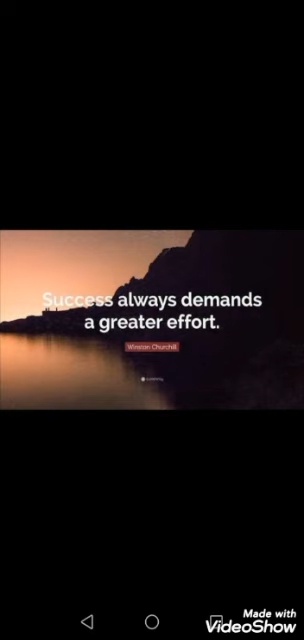 Success always demands
a greater effort.
Winston Churchill
Made with
VideoShow